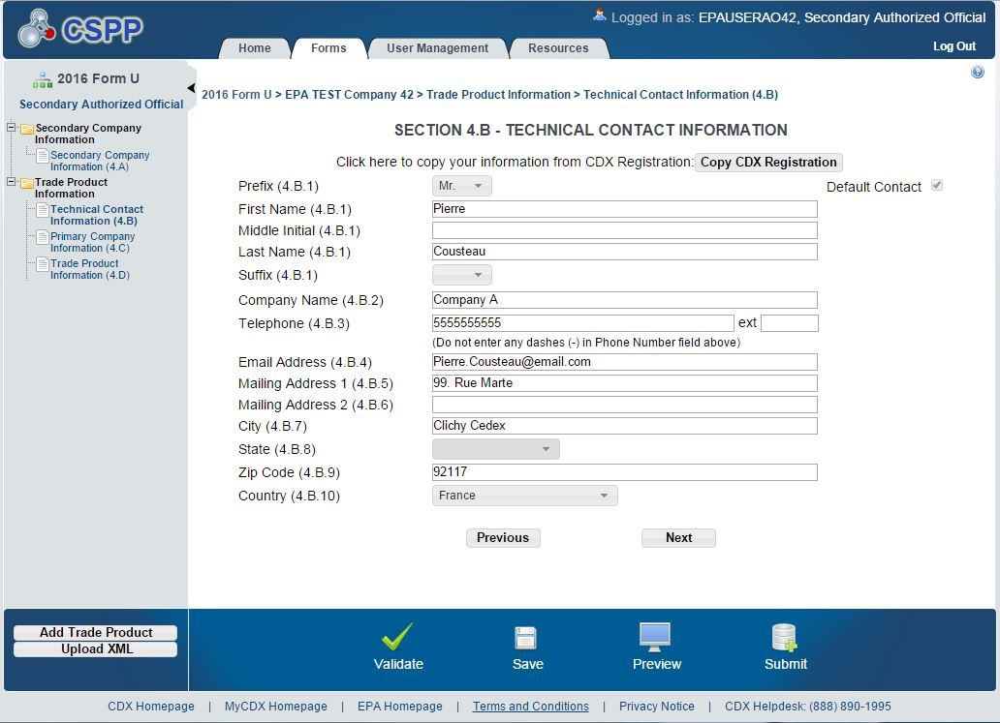 CSPP
Logged in as: EPAUSERAO42, Secondary Authorized Official
Home
Forms
User Management
Resources
Log Out
2016 Form U
Secondary Authorized Official
Secondary Company
Information
Secondary Company
Information (4.A)
Trade Product
Information
Technical Contact
Information (4.B)
Primary Company
Information (4.C)
Trade Product
Information (4.D)
2016 Form U > EPA TEST Company 42 > Trade Product Information > Technical Contact Information (4.B)
SECTION 4.B - TECHNICAL CONTACT INFORMATION
Click here to copy your information from CDX Registration: Copy CDX Registration
Prefix (4.B.1) Mr. Default Contact
First Name (4.B.1) Pierre
Middle Initial (4.B.1)
Last Name (4.B.1) Cousteau
Suffix (4.B.1)
Company Name (4.B.2) Company A
Telephone (4.B.3) 5555555555 ext
(Do not enter any dashes (-) in Phone Number field above)
Email Address (4.B.4) Pierre.Cousteau@email.com
Mailing Address 1 (4.B.5) 99. Rue Marte
Mailing Address 2 (4.B.6)
City (4.B.7) Clichy Cedex
State (4.B.8)
Zip Code (4.B.9) 92117
Country (4.B.10) France
Previous Next
Add Trade Product
Upload XML
Validate Save Preview Submit
CDX Homepage | MyCDX Homepage | EPA Homepage | Terms and Conditions | Privacy Notice | CDX Helpdesk: (888) 890-1995